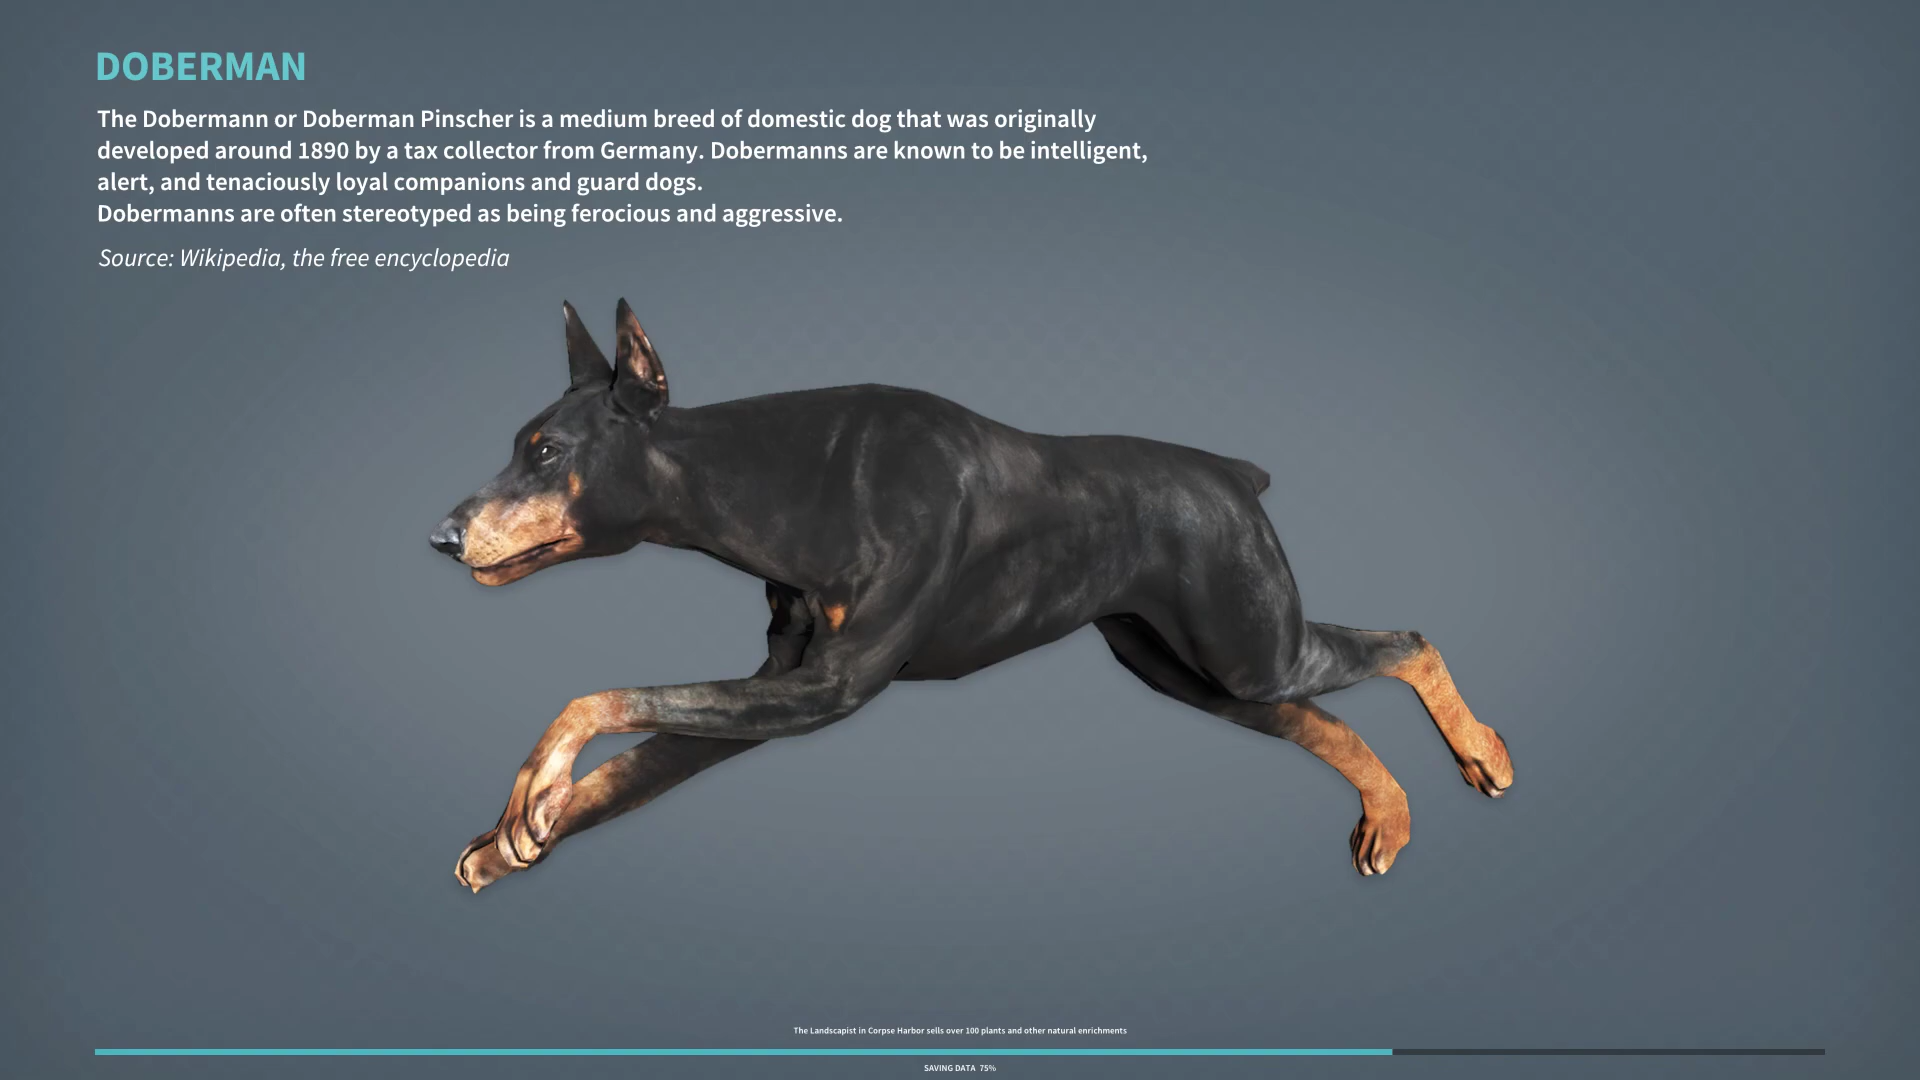 DOBERMAN
The Dobermann or Doberman Pinscher is a medium breed of domestic dog that was originally
developed around 1890 by a tax collector from Germany. Dobermanns are known to be intelligent,
alert, and tenaciously loyal companions and guard dogs.
Dobermanns are often stereotyped as being ferocious and aggressive.
Source: Wikipedia, the free encyclopedia
The Landscapist in Corpse Harbor sells over 100 plants and other natural enrichments
SAVING DATA 75%